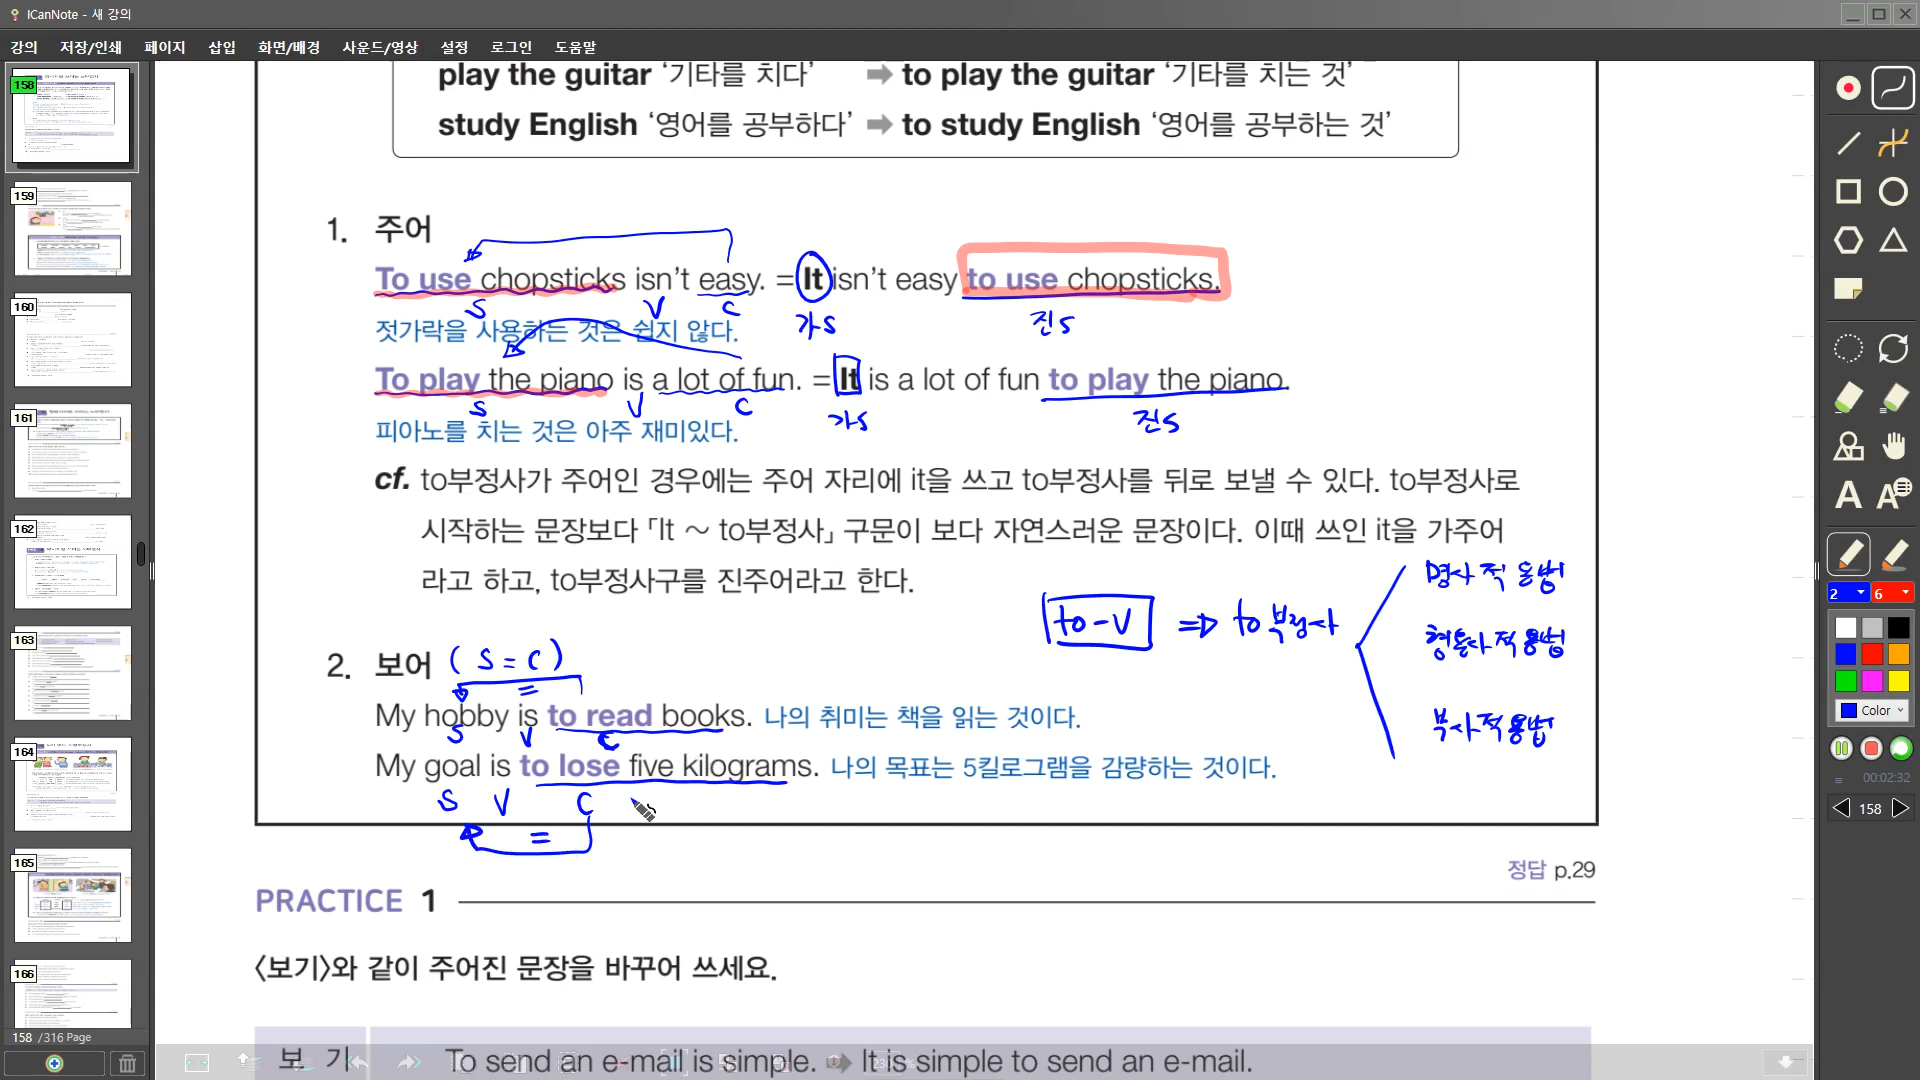 ICanNote - 새 강의
강의 저장/인쇄 페이지 삽입 화면/배경 사운드/영상 설정 로그인 도움말
158
159
160
161
162
163
164
165
166
158 /316 Page
play the guitar ‘기타를 치다’ ➡ to play the guitar ‘기타를 치는 것’
study English ‘영어를 공부하다’ ➡ to study English ‘영어를 공부하는 것’
1. 주어
To use chopsticks isn’t easy. = It isn’t easy to use chopsticks.
S V C 가S 진S
젓가락을 사용하는 것은 쉽지 않다.
To play the piano is a lot of fun. = It is a lot of fun to play the piano.
S V C 가S 진S
피아노를 치는 것은 아주 재미있다.
cf. to부정사가 주어인 경우에는 주어 자리에 it을 쓰고 to부정사를 뒤로 보낼 수 있다. to부정사로
시작하는 문장보다 「It ~ to부정사」 구문이 보다 자연스러운 문장이다. 이때 쓰인 it을 가주어
라고 하고, to부정사구를 진주어라고 한다.
to-V ⇒ to부정사
명사적 용법
형용사적 용법
부사적용법
2. 보어 (S = C)
=
My hobby is to read books. 나의 취미는 책을 읽는 것이다.
S V C
My goal is to lose five kilograms. 나의 목표는 5킬로그램을 감량하는 것이다.
S V C
=
정답 p.29
PRACTICE 1
〈보기〉와 같이 주어진 문장을 바꾸어 쓰세요.
보 기 To send an e-mail is simple. ➡ It is simple to send an e-mail.
A A
2 6
Color
00:02:32
158